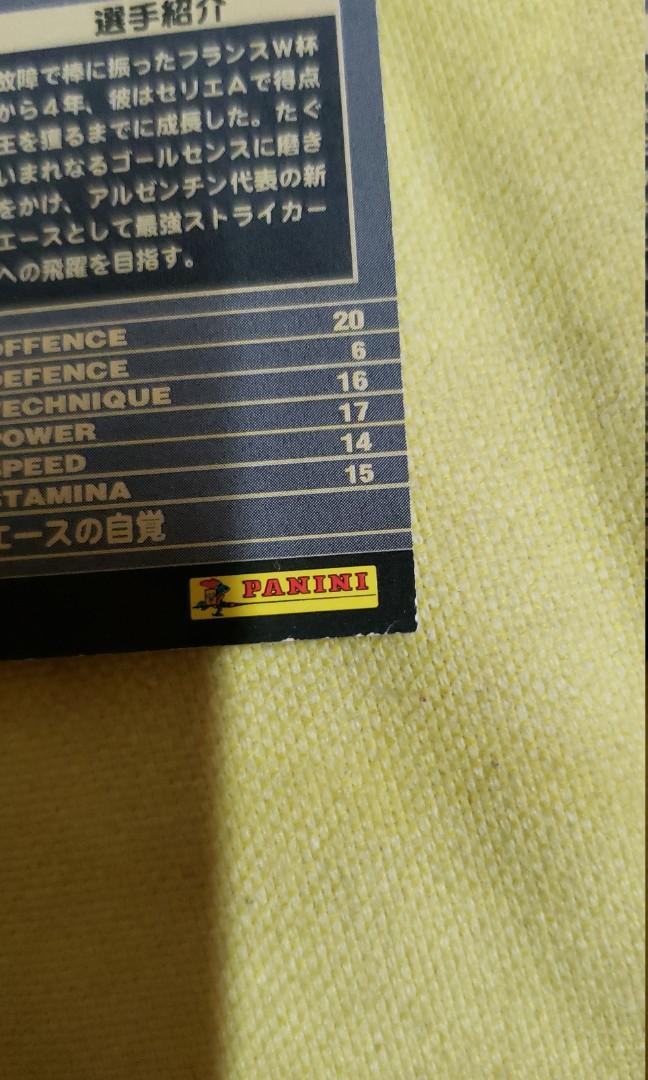 選手紹介
故障で棒に振ったフランスW杯
から4年、彼はセリエAで得点
王を獲るまでに成長した。たぐ
いまれなるゴールセンスに磨き
をかけ、アルゼンチン代表の新
エースとして最強ストライカー
への飛躍を目指す。
OFFENCE 20
DEFENCE 6
TECHNIQUE 16
POWER 17
SPEED 14
STAMINA 15
エースの自覚
PANINI